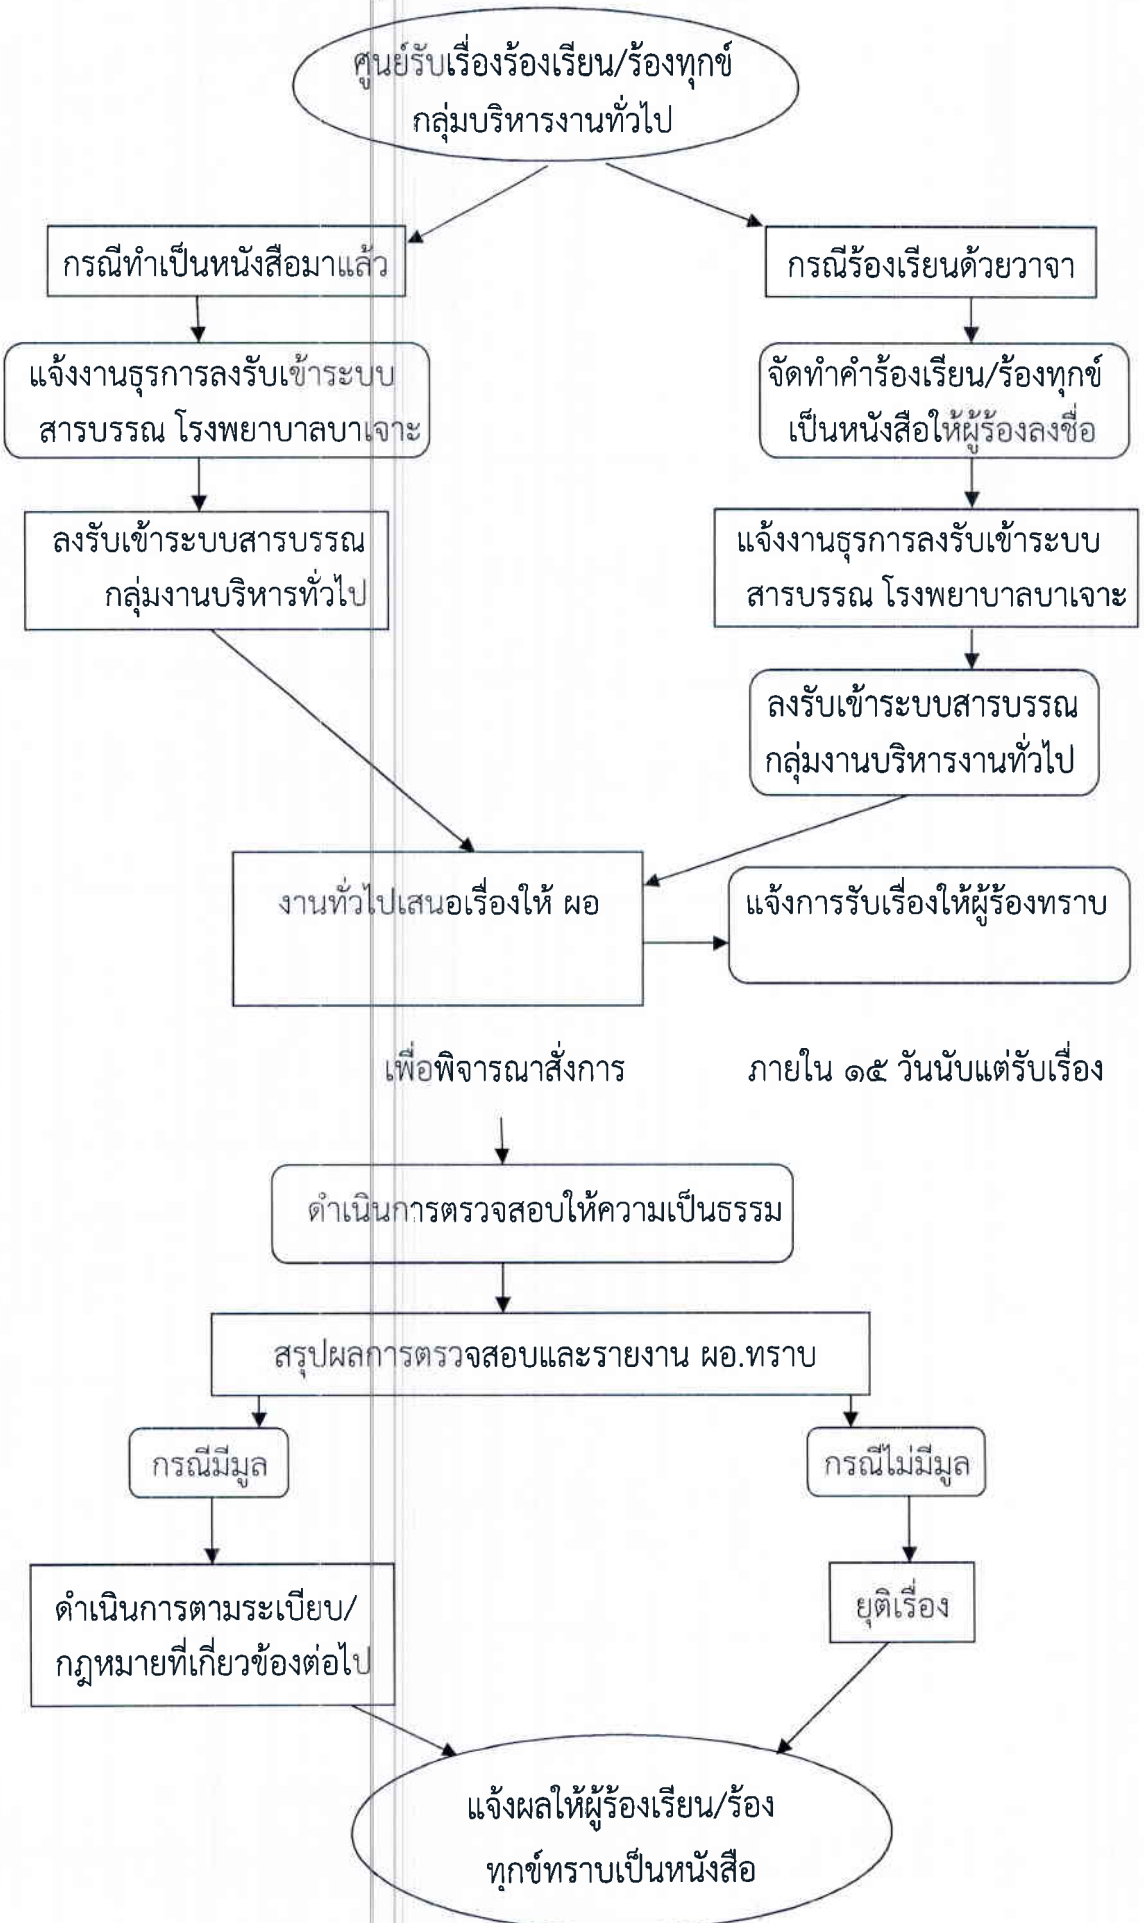 ศูนย์รับเรื่องร้องเรียน/ร้องทุกข์
กลุ่มบริหารงานทั่วไป
กรณีทำเป็นหนังสือมาแล้ว
กรณีร้องเรียนด้วยวาจา
แจ้งงานธุรการลงรับเข้าระบบ
สารบรรณ โรงพยาบาลบาเจาะ
จัดทำคำร้องเรียน/ร้องทุกข์
เป็นหนังสือให้ผู้ร้องลงชื่อ
ลงรับเข้าระบบสารบรรณ
กลุ่มงานบริหารทั่วไป
แจ้งงานธุรการลงรับเข้าระบบ
สารบรรณ โรงพยาบาลบาเจาะ
ลงรับเข้าระบบสารบรรณ
กลุ่มงานบริหารงานทั่วไป
งานทั่วไปเสนอเรื่องให้ ผอ
แจ้งการรับเรื่องให้ผู้ร้องทราบ
เพื่อพิจารณาสั่งการ
ภายใน ๑๕ วันนับแต่รับเรื่อง
ดำเนินการตรวจสอบให้ความเป็นธรรม
สรุปผลการตรวจสอบและรายงาน ผอ.ทราบ
กรณีมีมูล
กรณีไม่มีมูล
ดำเนินการตามระเบียบ/
กฎหมายที่เกี่ยวข้องต่อไป
ยุติเรื่อง
แจ้งผลให้ผู้ร้องเรียน/ร้อง
ทุกข์ทราบเป็นหนังสือ